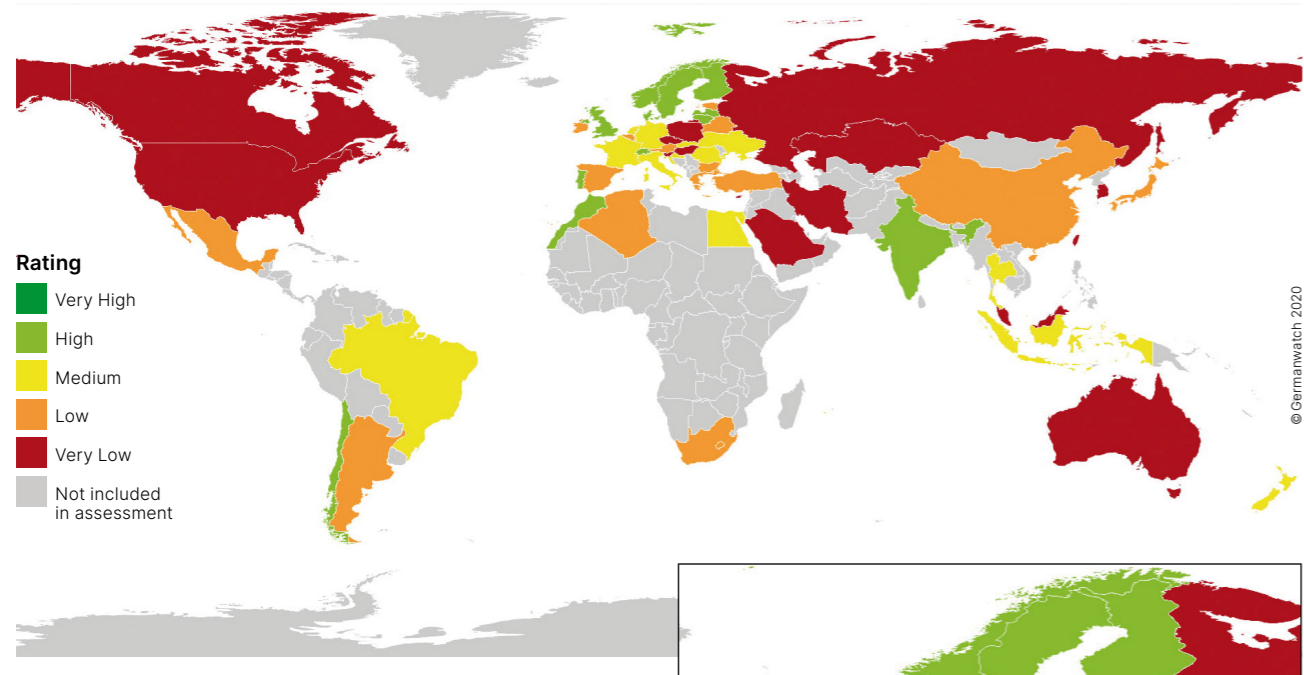 Rating
Very High
High
Medium
Low
Very Low
Not included
in assessment
© Germanwatch 2020